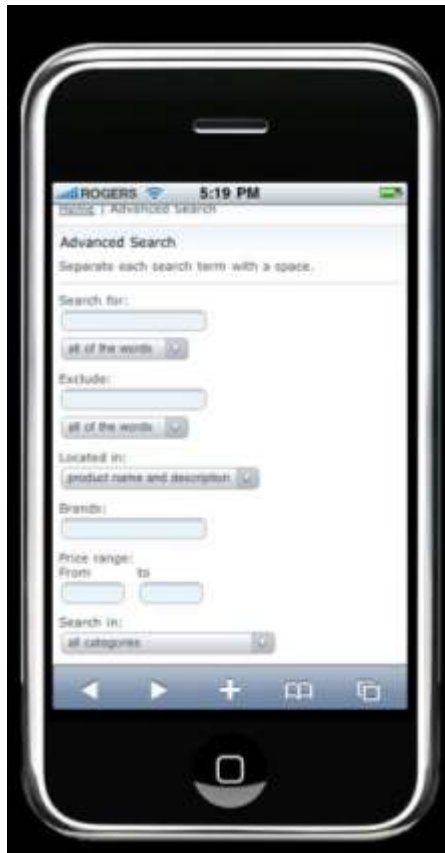 ROGERS 5:19 PM
Home | Advanced Search
Advanced Search
Separate each search term with a space.
Search for:
all of the words
Exclude:
all of the words
Located in:
product name and description
Brands:
Price range:
From to
Search in:
all categories